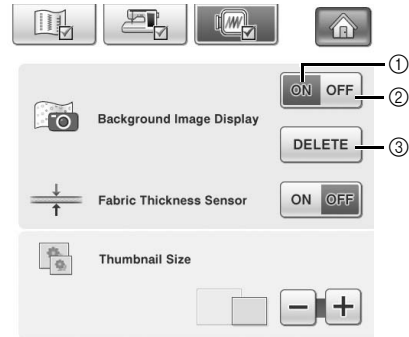 ON OFF ①
②
Background Image Display
DELETE ③
Fabric Thickness Sensor ON OFF
Thumbnail Size
− +